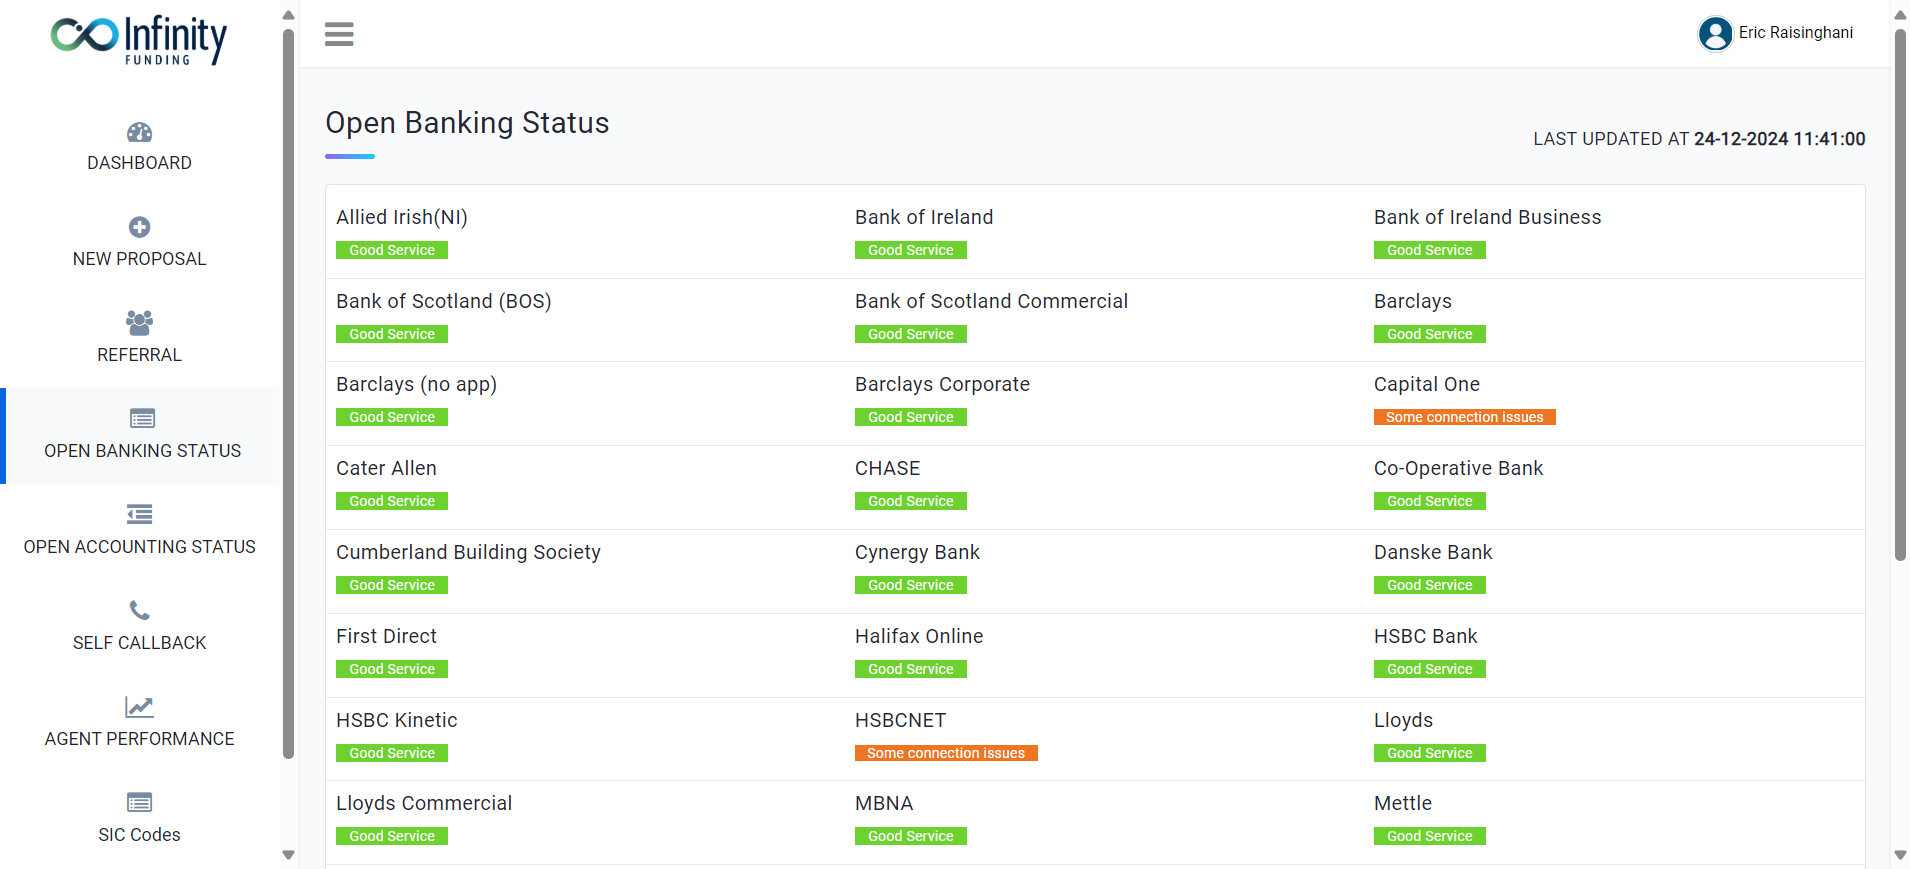 Infinity
FUNDING
Eric Raisinghani
DASHBOARD
NEW PROPOSAL
REFERRAL
OPEN BANKING STATUS
OPEN ACCOUNTING STATUS
SELF CALLBACK
AGENT PERFORMANCE
SIC Codes
Open Banking Status
LAST UPDATED AT 24-12-2024 11:41:00
Allied Irish(NI)
Good Service
Bank of Ireland
Good Service
Bank of Ireland Business
Good Service
Bank of Scotland (BOS)
Good Service
Bank of Scotland Commercial
Good Service
Barclays
Good Service
Barclays (no app)
Good Service
Barclays Corporate
Good Service
Capital One
Some connection issues
Cater Allen
Good Service
CHASE
Good Service
Co-Operative Bank
Good Service
Cumberland Building Society
Good Service
Cynergy Bank
Good Service
Danske Bank
Good Service
First Direct
Good Service
Halifax Online
Good Service
HSBC Bank
Good Service
HSBC Kinetic
Good Service
HSBCNET
Some connection issues
Lloyds
Good Service
Lloyds Commercial
Good Service
MBNA
Good Service
Mettle
Good Service